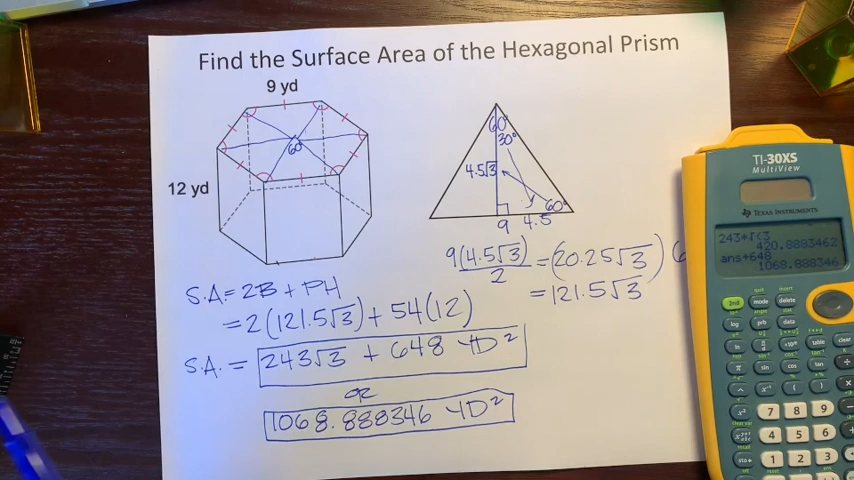 Find the Surface Area of the Hexagonal Prism
9 yd
12 yd
60°
60°
30°
4.5√3
60°
9 4.5
9(4.5√3)
2
= (20.25√3)(6
= 121.5√3
S.A. = 2B + PH
= 2(121.5√3) + 54(12)
S.A. = 243√3 + 648 YD²
OR
1068.888346 YD²
TI-30XS
MultiView
TEXAS INSTRUMENTS
243*√(3
420.8883462
ans+648
1068.888346
2nd mode delete
log prb data
ln table clear
sin cos tan
7 8 9
4 5 6
sto 1 2 3